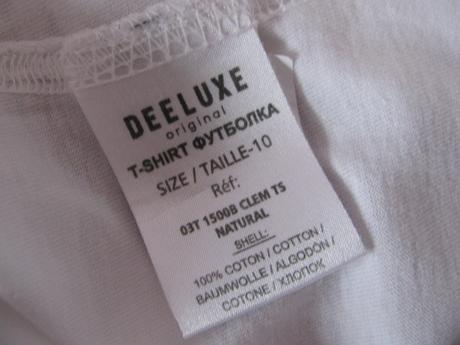 DEELUXE
original
T-SHIRT ФУТБОЛКА
SIZE / TAILLE-10
Réf:
03T 1500B CLEM TS
NATURAL
SHELL:
100% COTON / COTTON /
BAUMWOLLE / ALGODÓN /
COTONE / ХЛОПОК